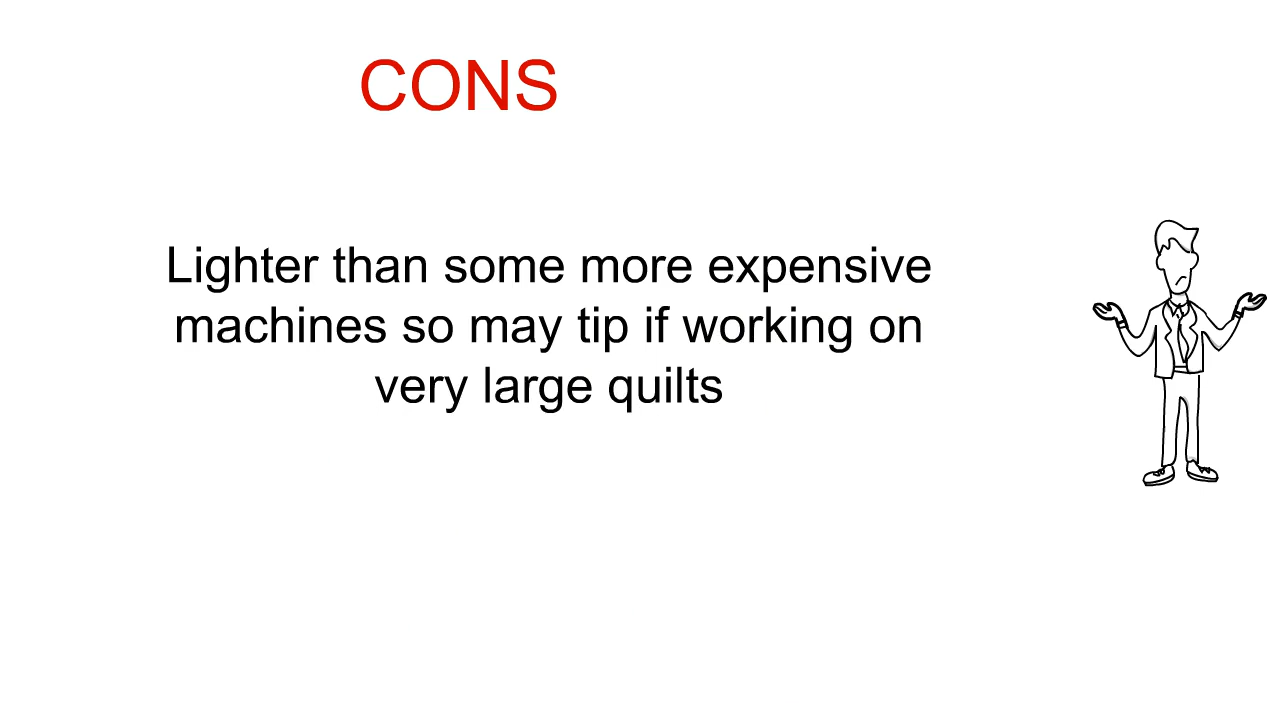 CONS
Lighter than some more expensive
machines so may tip if working on
very large quilts